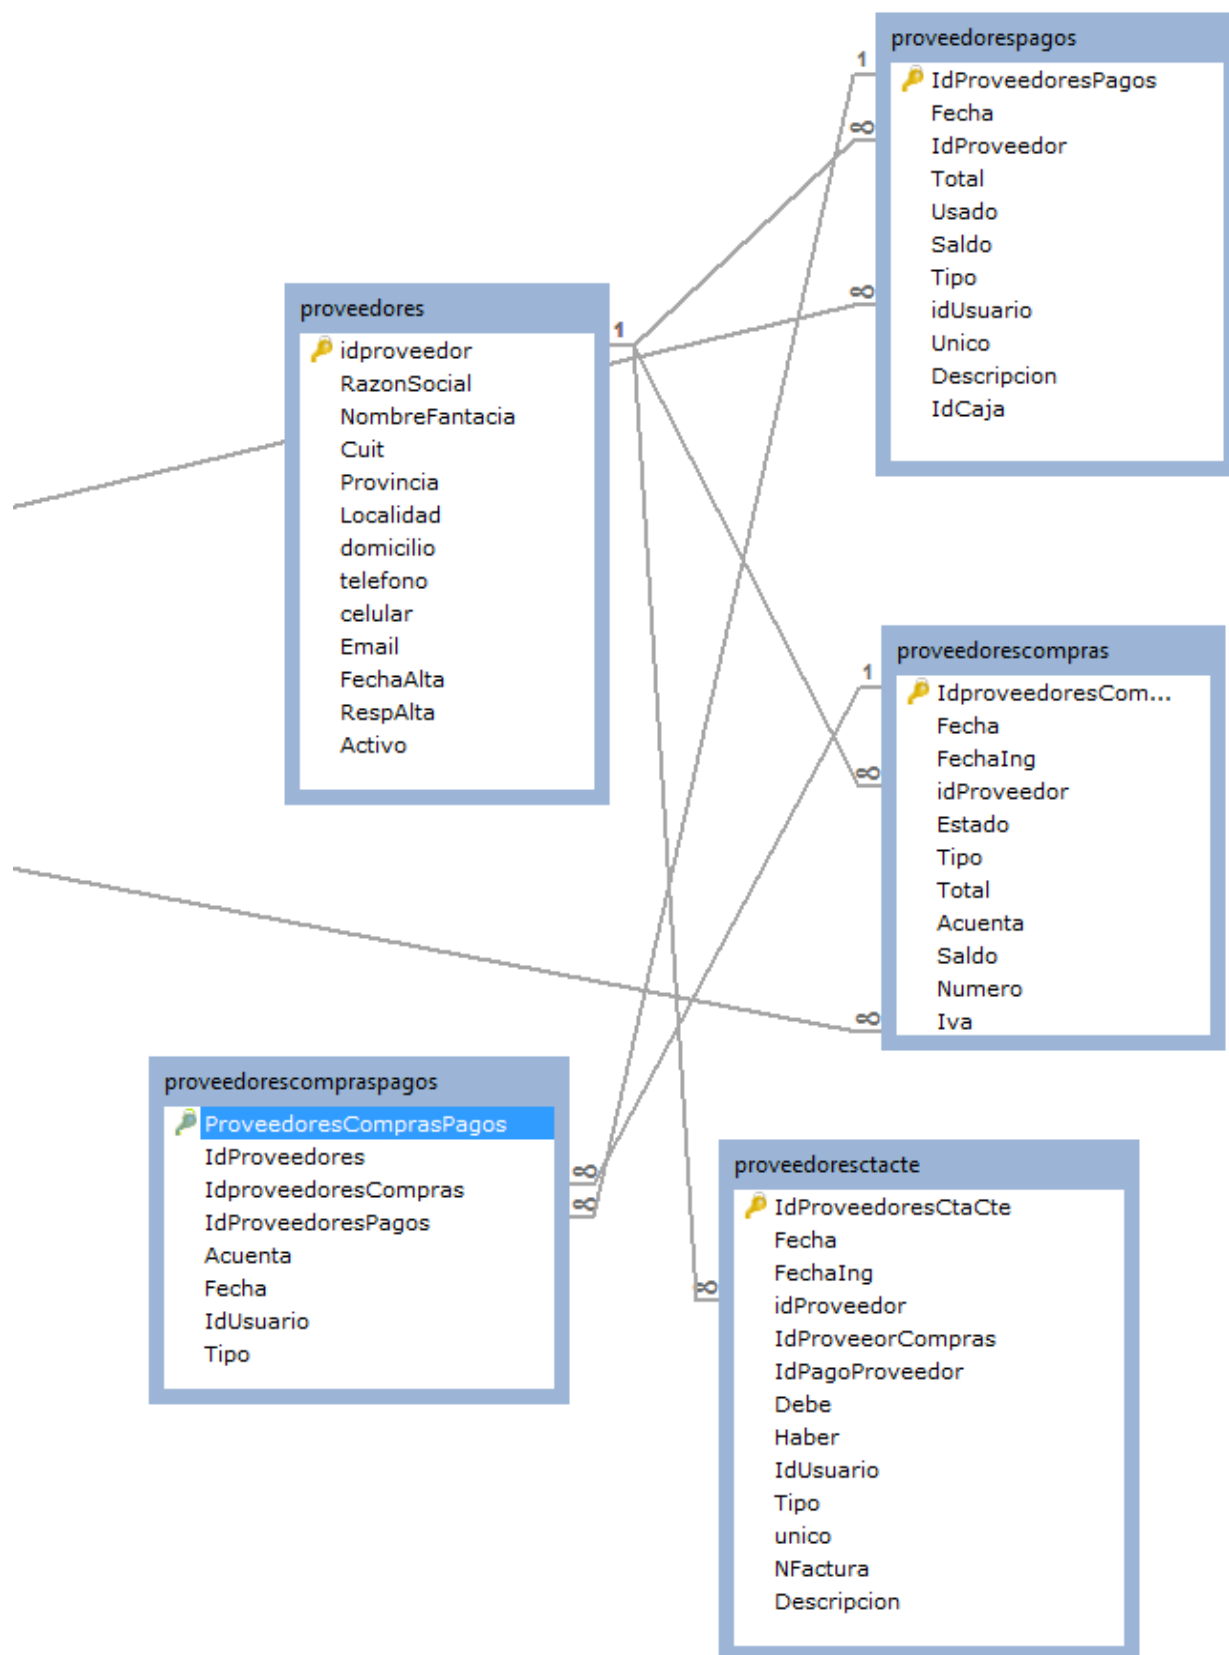 proveedorespagos
1
IdProveedoresPagos
Fecha
∞
IdProveedor
Total
Usado
Saldo
Tipo
∞
idUsuario
Unico
Descripcion
IdCaja
proveedores
1
idproveedor
RazonSocial
NombreFantacia
Cuit
Provincia
Localidad
domicilio
telefono
celular
Email
FechaAlta
RespAlta
Activo
proveedorescompras
1
IdproveedoresCom...
Fecha
FechaIng
∞
idProveedor
Estado
Tipo
Total
Acuenta
Saldo
Numero
∞
Iva
proveedorescompraspagos
ProveedoresComprasPagos
IdProveedores
IdproveedoresCompras
∞
IdProveedoresPagos
∞
Acuenta
Fecha
IdUsuario
Tipo
proveedoresctacte
IdProveedoresCtaCte
Fecha
FechaIng
∞
idProveedor
IdProveeorCompras
IdPagoProveedor
Debe
Haber
IdUsuario
Tipo
unico
NFactura
Descripcion